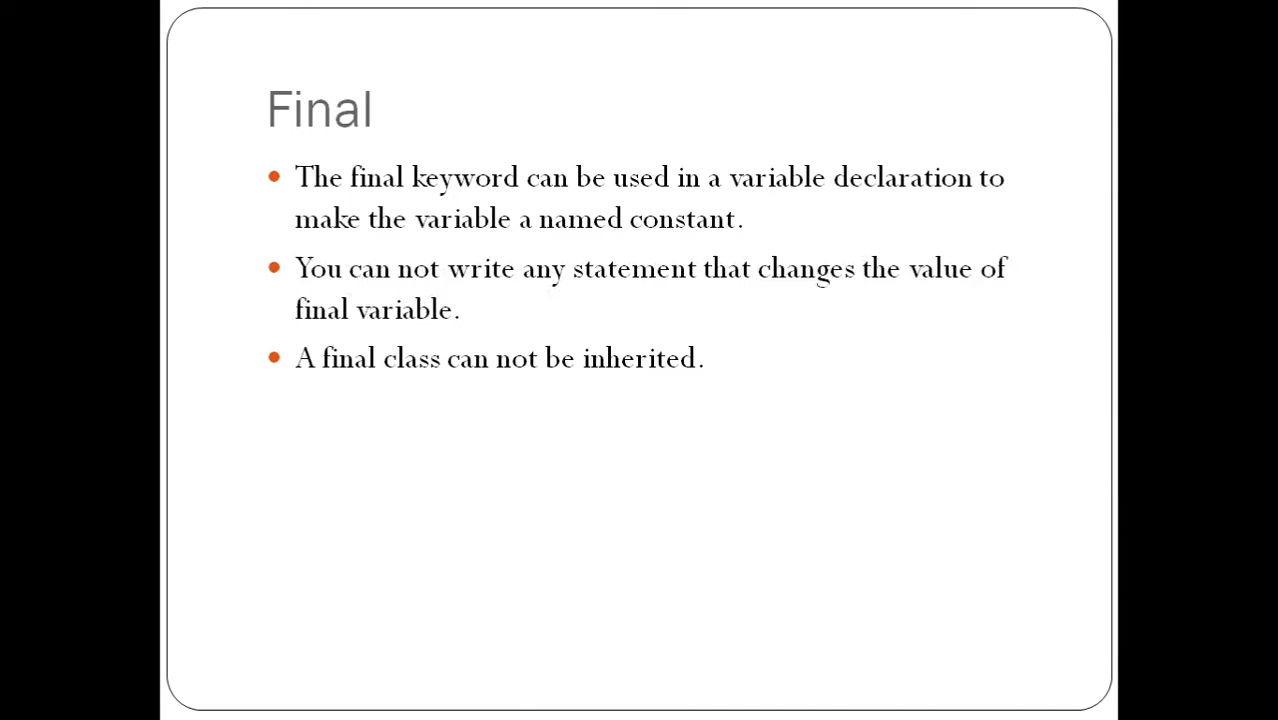 Final
The final keyword can be used in a variable declaration to
make the variable a named constant.
You can not write any statement that changes the value of
final variable.
A final class can not be inherited.